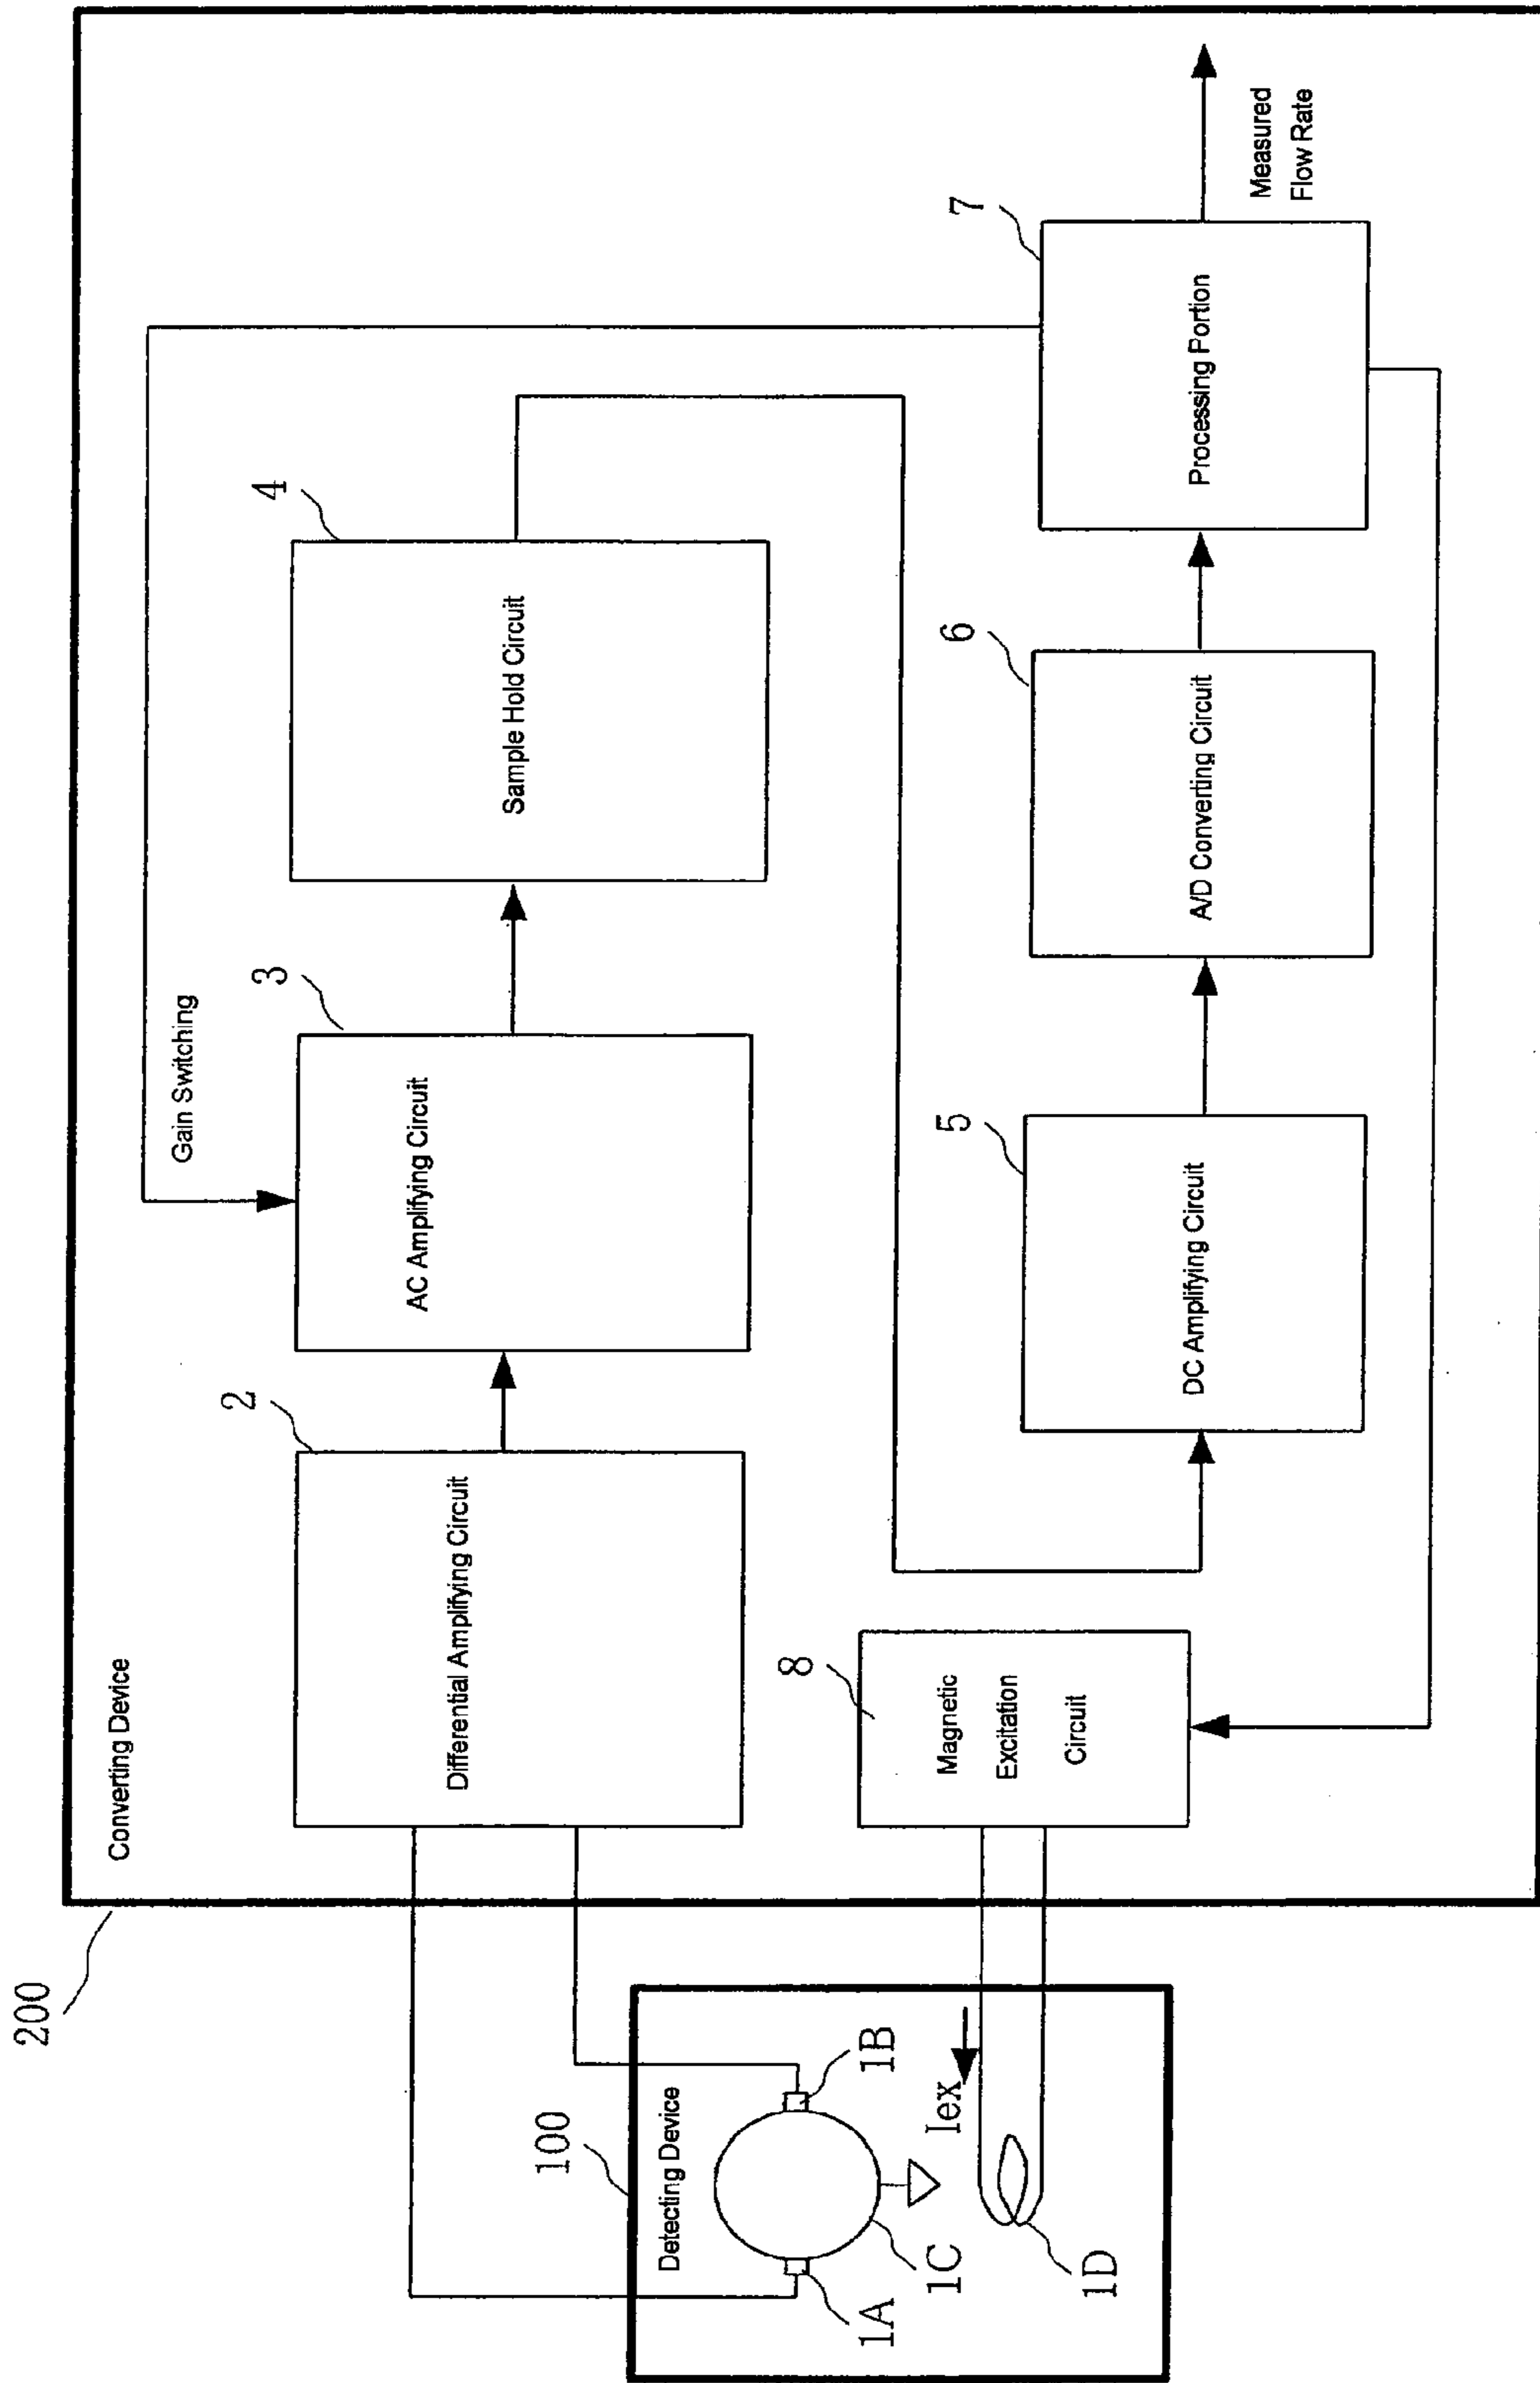 200
Converting Device
Gain Switching
2
Differential Amplifying Circuit
3
AC Amplifying Circuit
4
Sample Hold Circuit
100
Detecting Device
1A
1B
1C
Iex
1D
8
Magnetic
Excitation
Circuit
5
DC Amplifying Circuit
6
A/D Converting Circuit
7
Processing Portion
Measured
Flow Rate